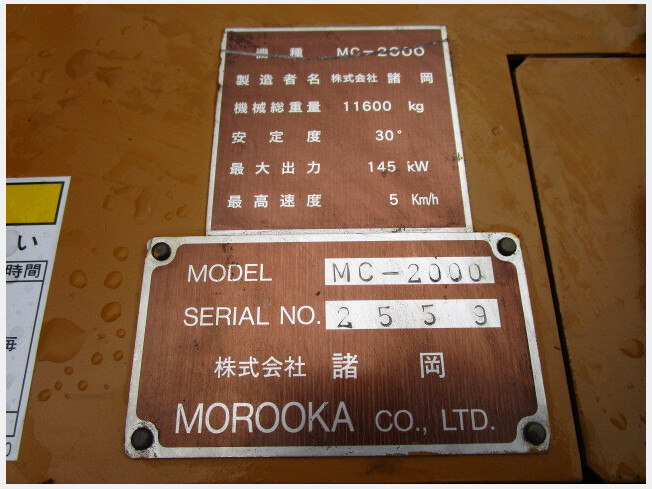 機種 MC-2000
製造者名 株式会社 諸岡
機械総重量 11600 kg
安定度 30°
最大出力 145 kW
最高速度 5 Km/h
い
時間
毎
MODEL MC-2000
SERIAL NO. 2559
株式会社 諸岡
MOROOKA CO., LTD.